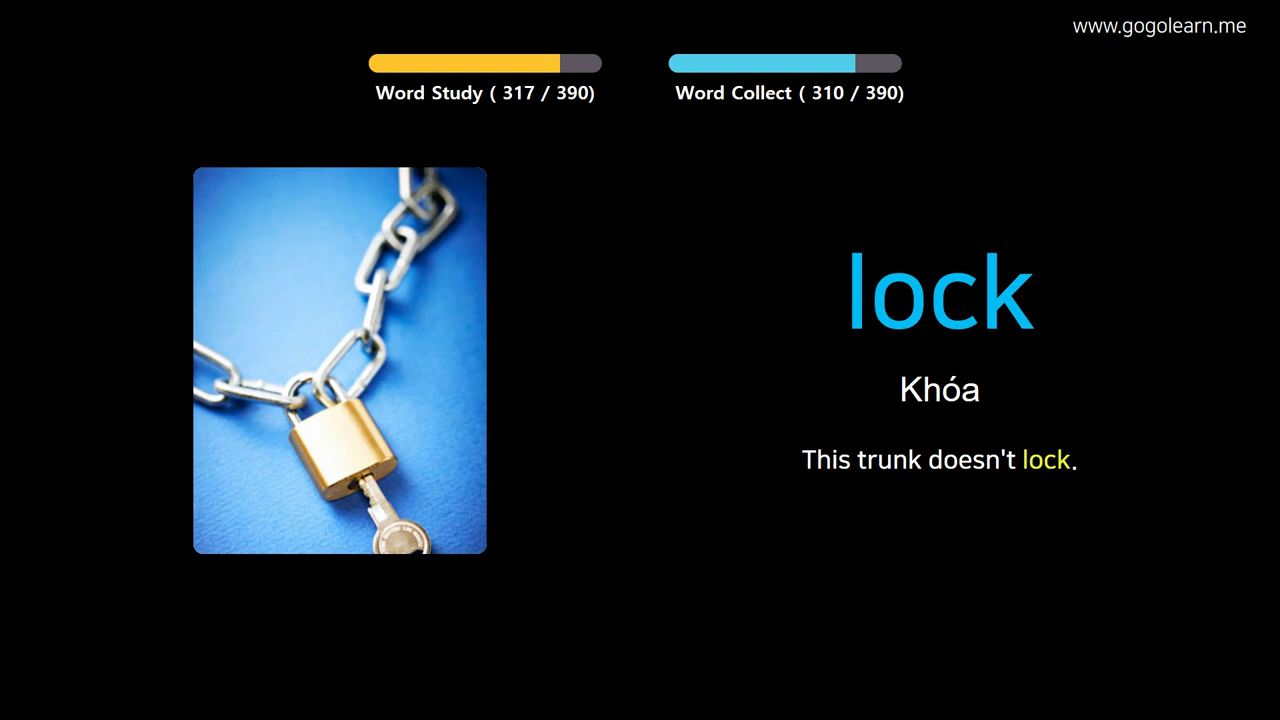 www.gogolearn.me
Word Study ( 317 / 390)
Word Collect ( 310 / 390)
lock
Khóa
This trunk doesn't lock.